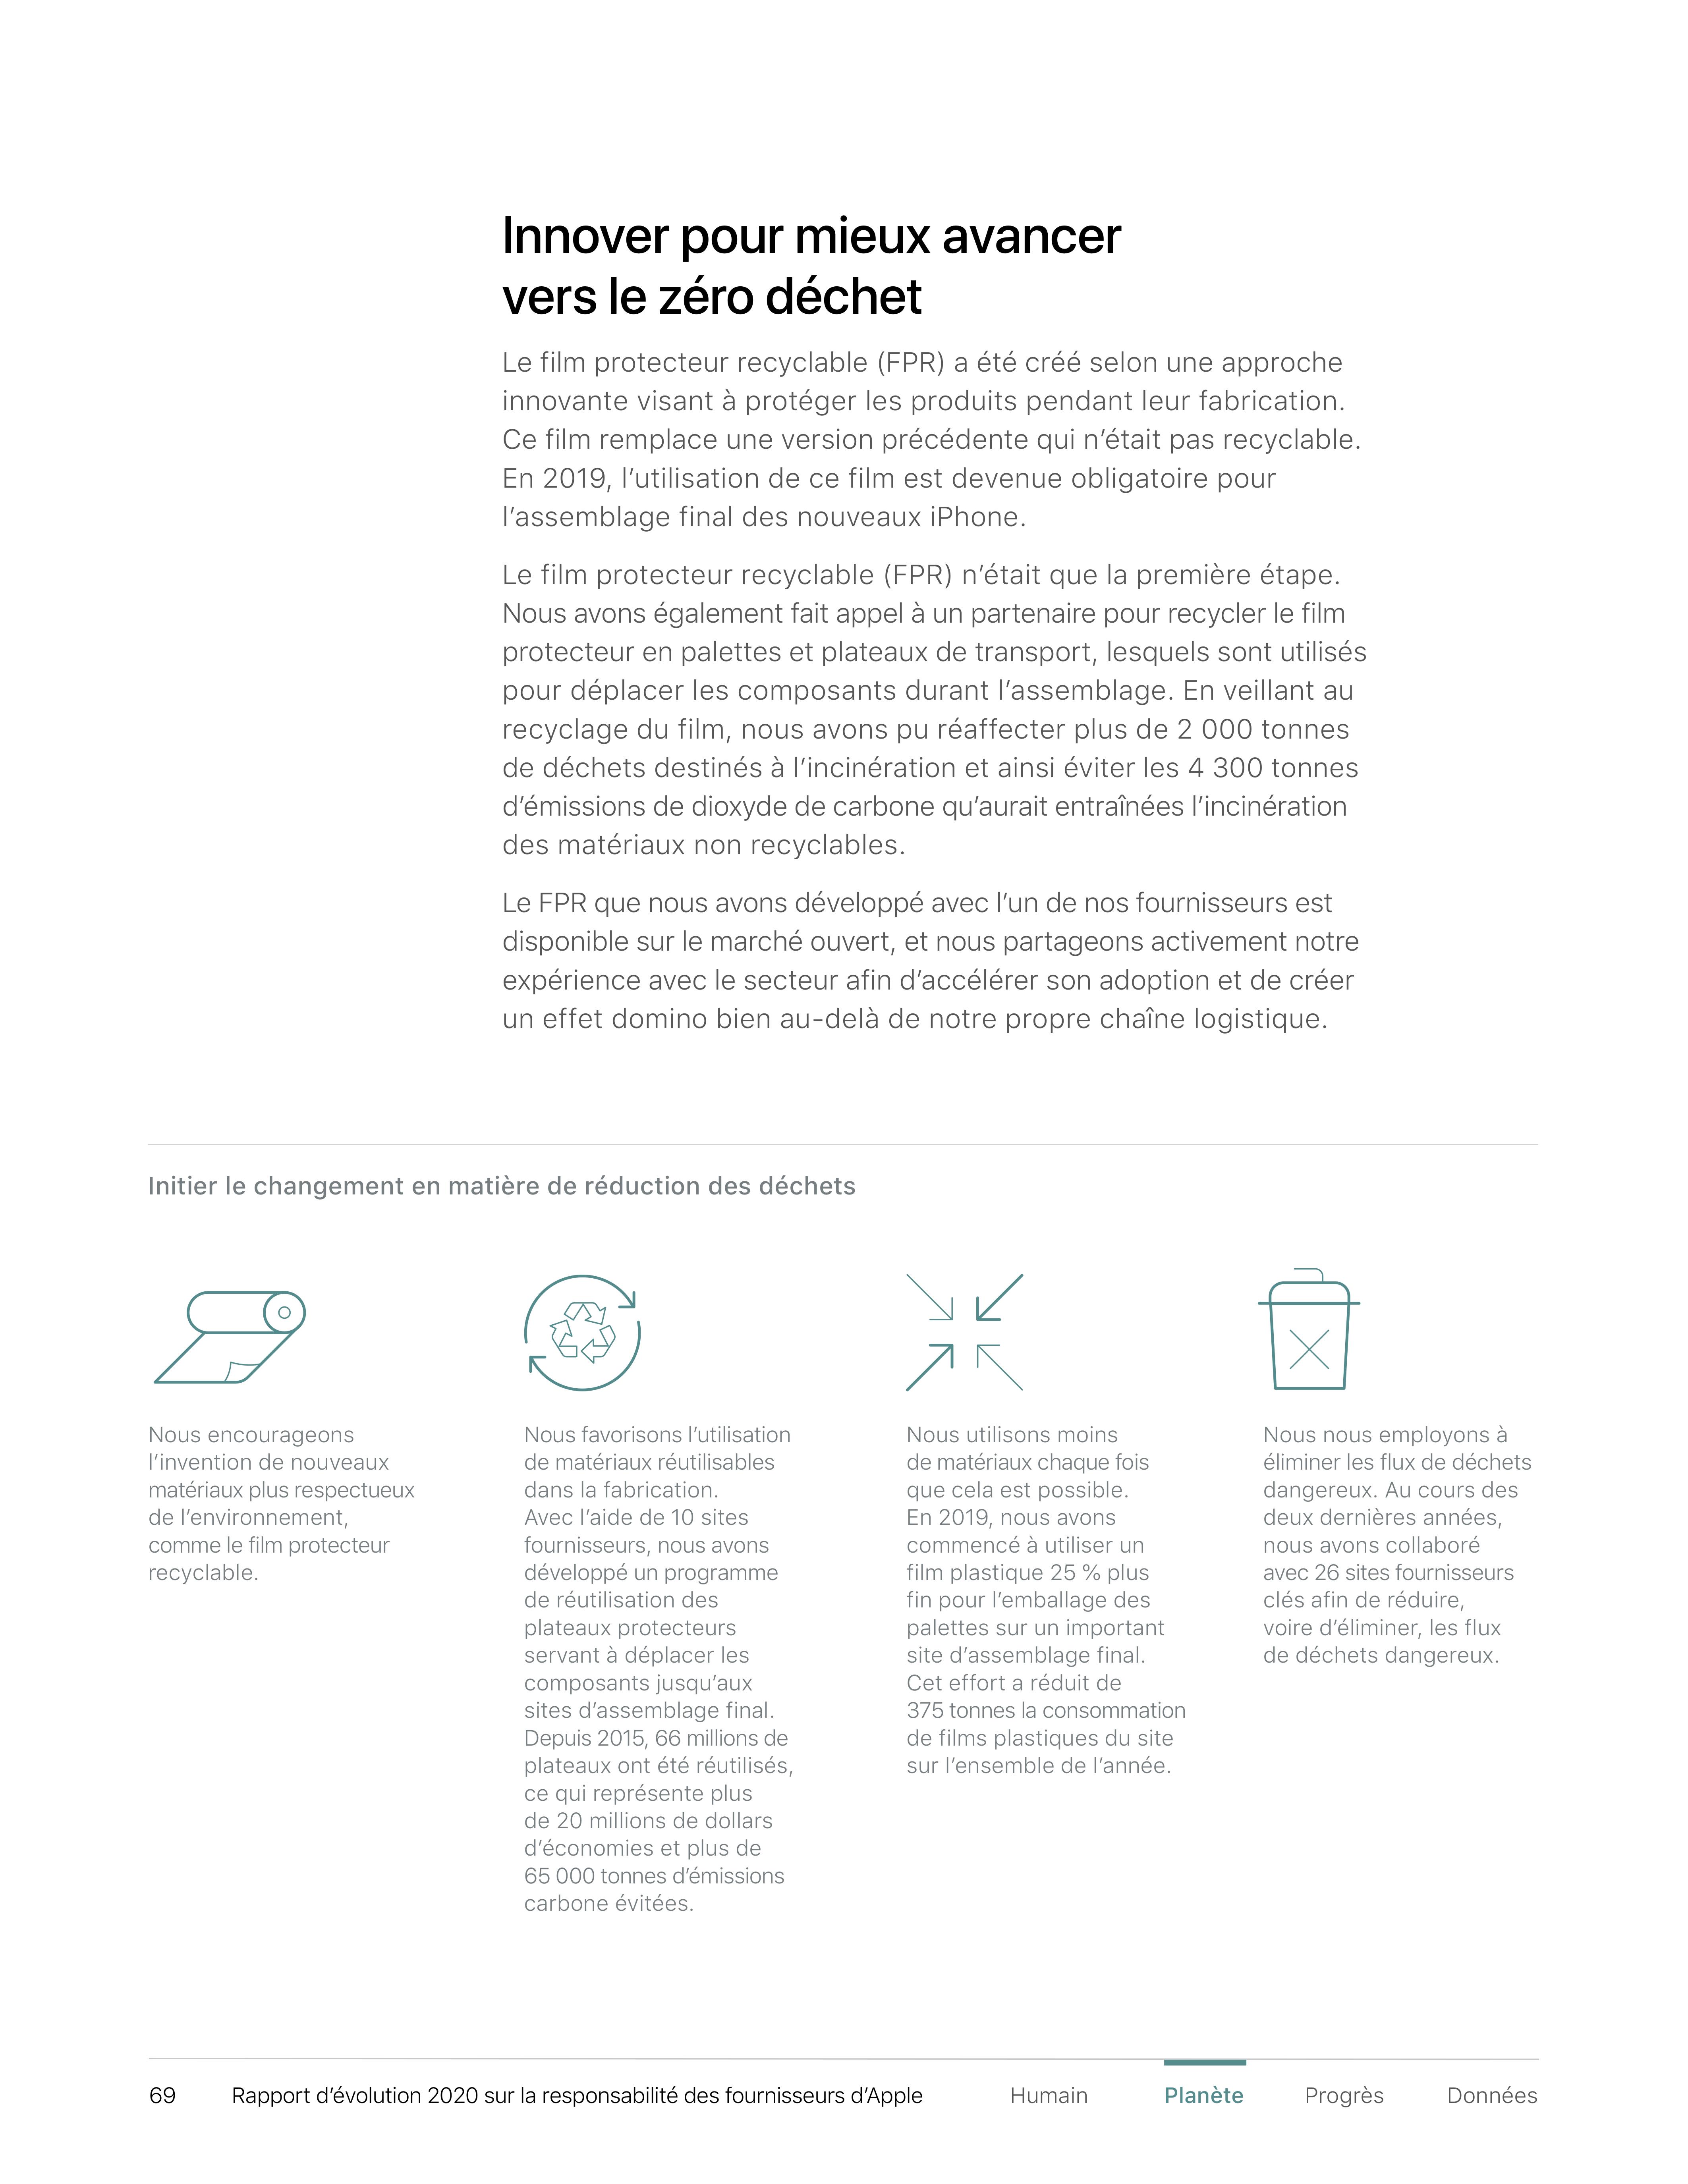 Innover pour mieux avancer
vers le zéro déchet
Le film protecteur recyclable (FPR) a été créé selon une approche
innovante visant à protéger les produits pendant leur fabrication.
Ce film remplace une version précédente qui n’était pas recyclable.
En 2019, l’utilisation de ce film est devenue obligatoire pour
l’assemblage final des nouveaux iPhone.
Le film protecteur recyclable (FPR) n’était que la première étape.
Nous avons également fait appel à un partenaire pour recycler le film
protecteur en palettes et plateaux de transport, lesquels sont utilisés
pour déplacer les composants durant l’assemblage. En veillant au
recyclage du film, nous avons pu réaffecter plus de 2 000 tonnes
de déchets destinés à l’incinération et ainsi éviter les 4 300 tonnes
d’émissions de dioxyde de carbone qu’aurait entraînées l’incinération
des matériaux non recyclables.
Le FPR que nous avons développé avec l’un de nos fournisseurs est
disponible sur le marché ouvert, et nous partageons activement notre
expérience avec le secteur afin d’accélérer son adoption et de créer
un effet domino bien au-delà de notre propre chaîne logistique.
Initier le changement en matière de réduction des déchets
Nous encourageons
l’invention de nouveaux
matériaux plus respectueux
de l’environnement,
comme le film protecteur
recyclable.
Nous favorisons l’utilisation
de matériaux réutilisables
dans la fabrication.
Avec l’aide de 10 sites
fournisseurs, nous avons
développé un programme
de réutilisation des
plateaux protecteurs
servant à déplacer les
composants jusqu’aux
sites d’assemblage final.
Depuis 2015, 66 millions de
plateaux ont été réutilisés,
ce qui représente plus
de 20 millions de dollars
d’économies et plus de
65 000 tonnes d’émissions
carbone évitées.
Nous utilisons moins
de matériaux chaque fois
que cela est possible.
En 2019, nous avons
commencé à utiliser un
film plastique 25 % plus
fin pour l’emballage des
palettes sur un important
site d’assemblage final.
Cet effort a réduit de
375 tonnes la consommation
de films plastiques du site
sur l’ensemble de l’année.
Nous nous employons à
éliminer les flux de déchets
dangereux. Au cours des
deux dernières années,
nous avons collaboré
avec 26 sites fournisseurs
clés afin de réduire,
voire d’éliminer, les flux
de déchets dangereux.
69 Rapport d’évolution 2020 sur la responsabilité des fournisseurs d’Apple Humain Planète Progrès Données